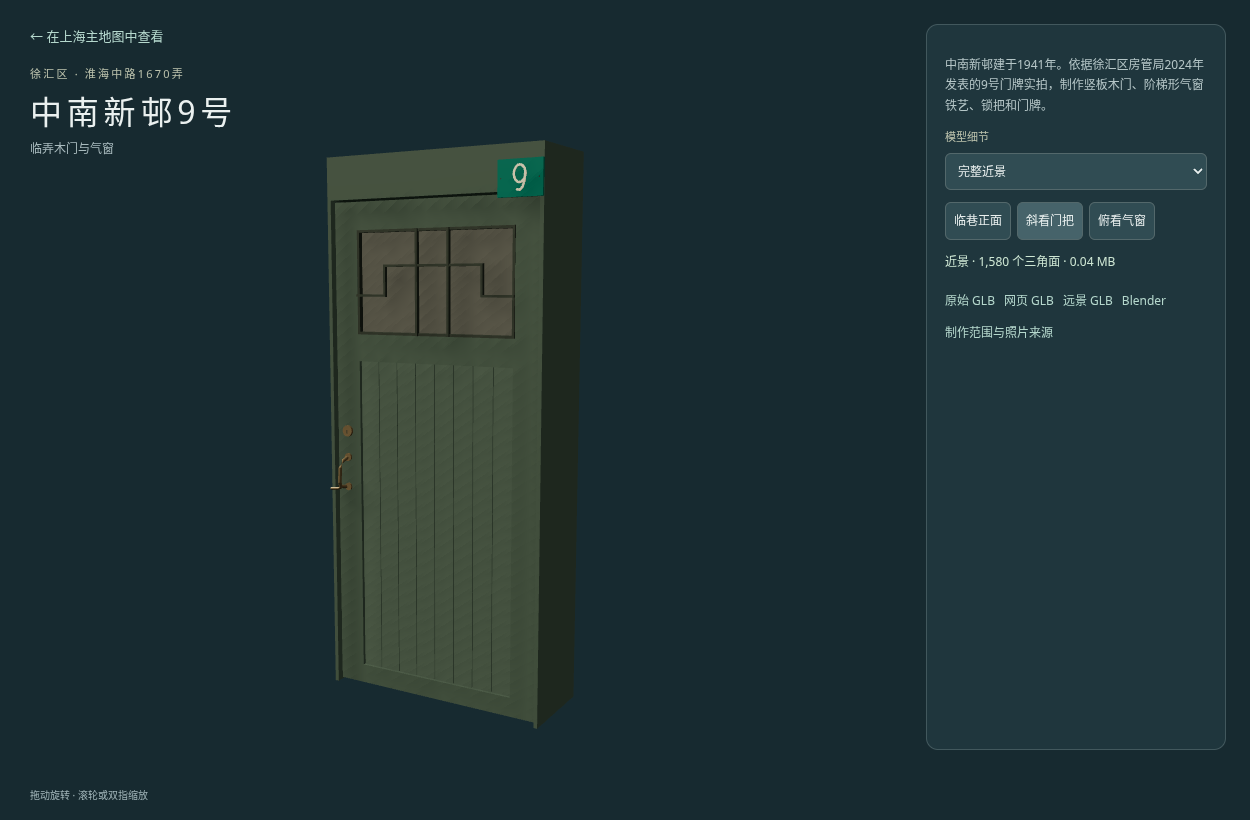 ← 在上海主地图中查看
徐汇区 · 淮海中路1670弄
中南新邨9号
临弄木门与气窗
9
拖动旋转 · 滚轮或双指缩放
中南新邨建于1941年。依据徐汇区房管局2024年
发表的9号门牌实拍，制作竖板木门、阶梯形气窗
铁艺、锁把和门牌。
模型细节
完整近景
临巷正面 斜看门把 俯看气窗
近景 · 1,580 个三角面 · 0.04 MB
原始 GLB 网页 GLB 远景 GLB Blender
制作范围与照片来源